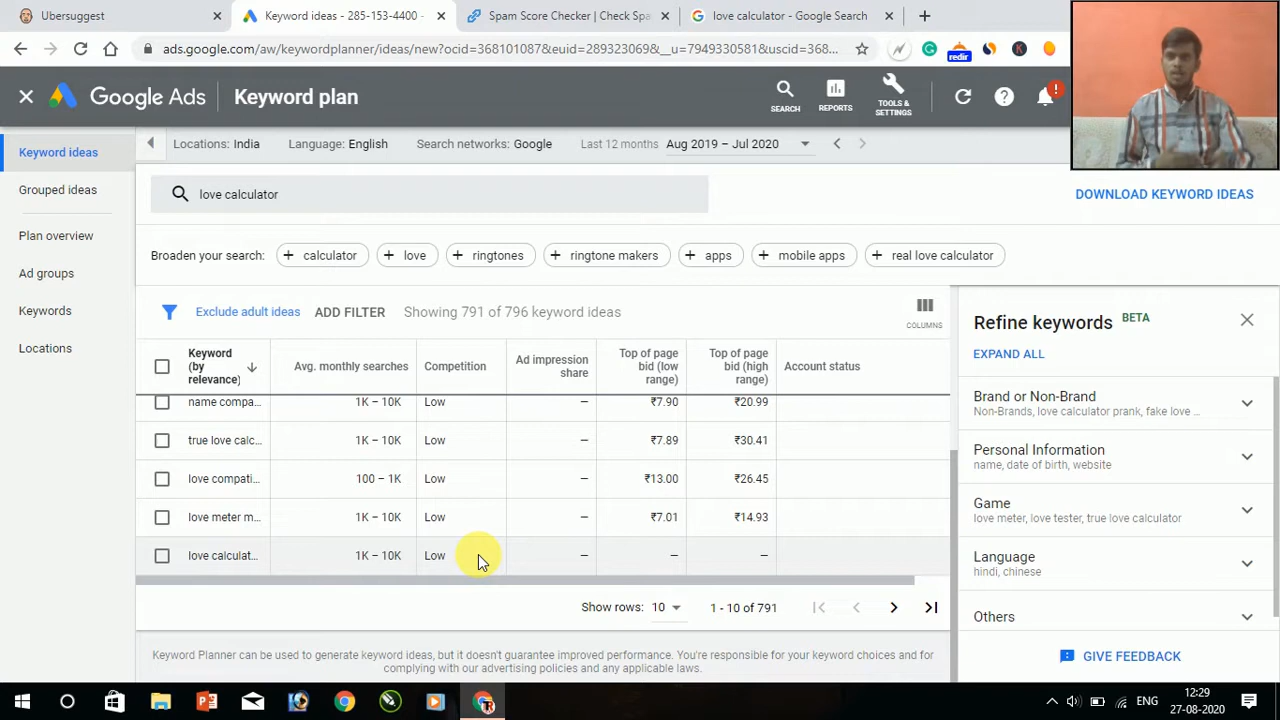 Ubersuggest
Keyword ideas - 285-153-4400 -
Spam Score Checker | Check Spa
love calculator - Google Search
ads.google.com/aw/keywordplanner/ideas/new?ocid=368101087&euid=289323069&__u=7949330581&uscid=368...
redir
Google Ads
Keyword plan
SEARCH
REPORTS
TOOLS &
SETTINGS
Keyword ideas
Grouped ideas
Plan overview
Ad groups
Keywords
Locations
Locations: India
Language: English
Search networks: Google
Last 12 months
Aug 2019 – Jul 2020
love calculator
DOWNLOAD KEYWORD IDEAS
Broaden your search:
+ calculator
+ love
+ ringtones
+ ringtone makers
+ apps
+ mobile apps
+ real love calculator
Exclude adult ideas
ADD FILTER
Showing 791 of 796 keyword ideas
COLUMNS
Keyword
(by
relevance)
Avg. monthly searches
Competition
Ad impression
share
Top of page
bid (low
range)
Top of page
bid (high
range)
Account status
name compa... 1K – 10K Low – ₹7.90 ₹20.99
true love calc... 1K – 10K Low – ₹7.89 ₹30.41
love compati... 100 – 1K Low – ₹13.00 ₹26.45
love meter m... 1K – 10K Low – ₹7.01 ₹14.93
love calculat... 1K – 10K Low – – –
Show rows: 10
1 - 10 of 791
Keyword Planner can be used to generate keyword ideas, but it doesn't guarantee improved performance. You're responsible for your keyword choices and for
complying with our advertising policies and any applicable laws.
Refine keywords BETA
EXPAND ALL
Brand or Non-Brand
Non-Brands, love calculator prank, fake love ...
Personal Information
name, date of birth, website
Game
love meter, love tester, true love calculator
Language
hindi, chinese
Others
GIVE FEEDBACK
ENG
12:29
27-08-2020